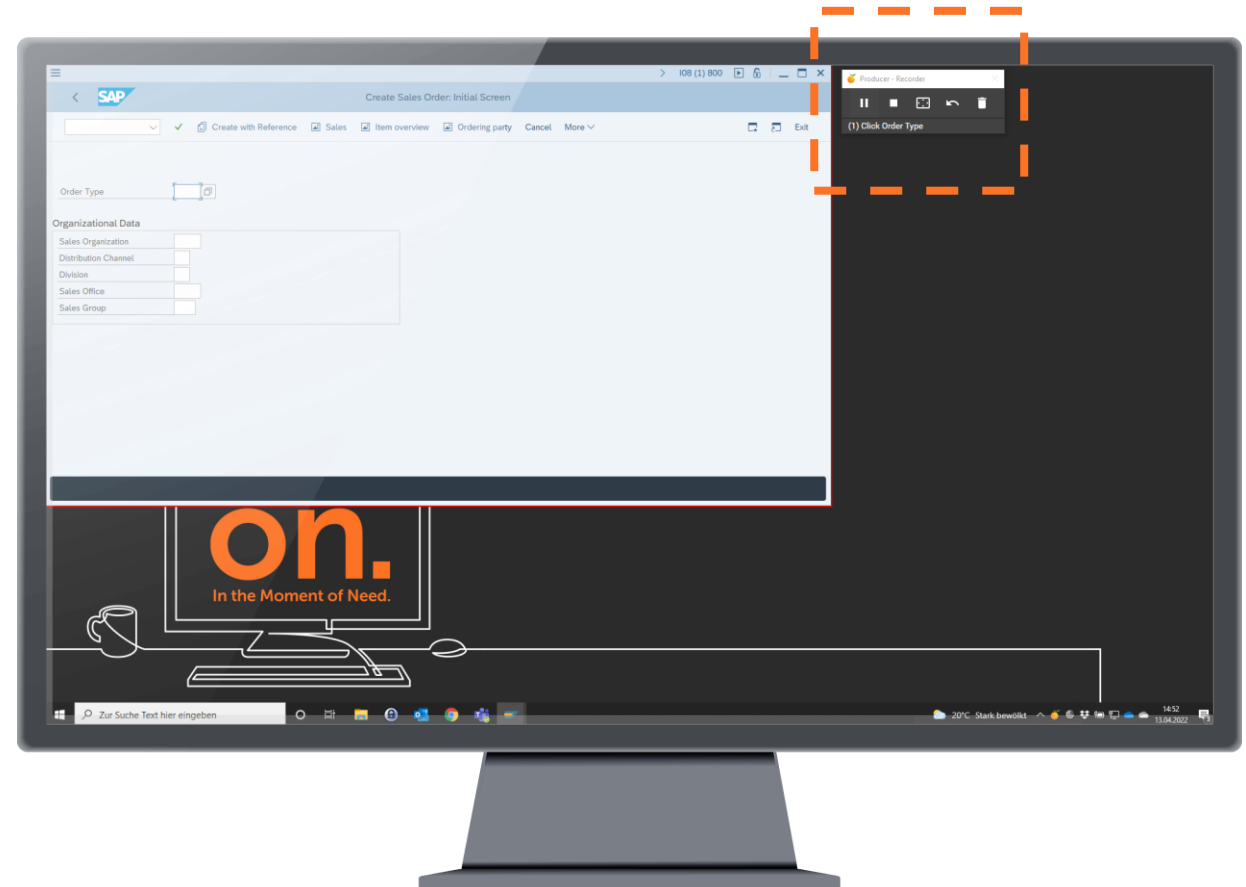 I08 (1) 800
SAP
Create Sales Order: Initial Screen
Create with Reference Sales Item overview Ordering party Cancel More Exit
Order Type
Organizational Data
Sales Organization
Distribution Channel
Division
Sales Office
Sales Group
Producer - Recorder
(1) Click Order Type
on.
In the Moment of Need.
Zur Suche Text hier eingeben
20°C Stark bewölkt
14:52
13.04.2022